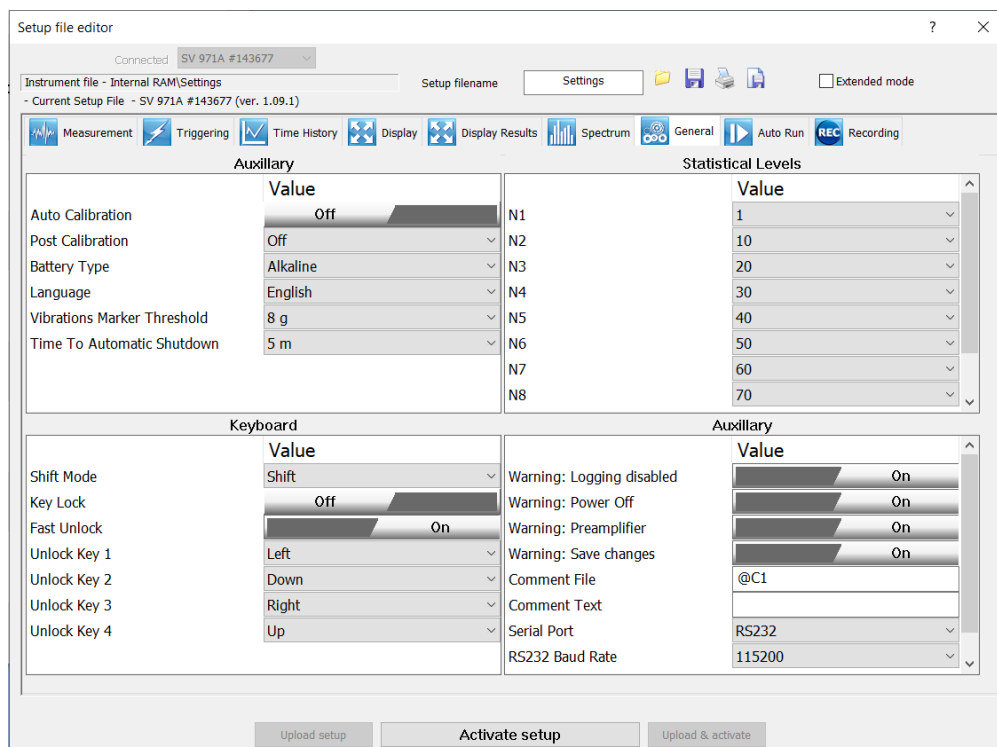 Setup file editor
?
Connected SV 971A #143677
Instrument file - Internal RAM\Settings
Setup filename Settings Extended mode
- Current Setup File - SV 971A #143677 (ver. 1.09.1)
Measurement Triggering Time History Display Display Results Spectrum General Auto Run REC Recording
Auxillary
Value
Auto Calibration Off
Post Calibration Off
Battery Type Alkaline
Language English
Vibrations Marker Threshold 8 g
Time To Automatic Shutdown 5 m
Statistical Levels
Value
N1 1
N2 10
N3 20
N4 30
N5 40
N6 50
N7 60
N8 70
Keyboard
Value
Shift Mode Shift
Key Lock Off
Fast Unlock On
Unlock Key 1 Left
Unlock Key 2 Down
Unlock Key 3 Right
Unlock Key 4 Up
Auxillary
Value
Warning: Logging disabled On
Warning: Power Off On
Warning: Preamplifier On
Warning: Save changes On
Comment File @C1
Comment Text
Serial Port RS232
RS232 Baud Rate 115200
Upload setup Activate setup Upload & activate